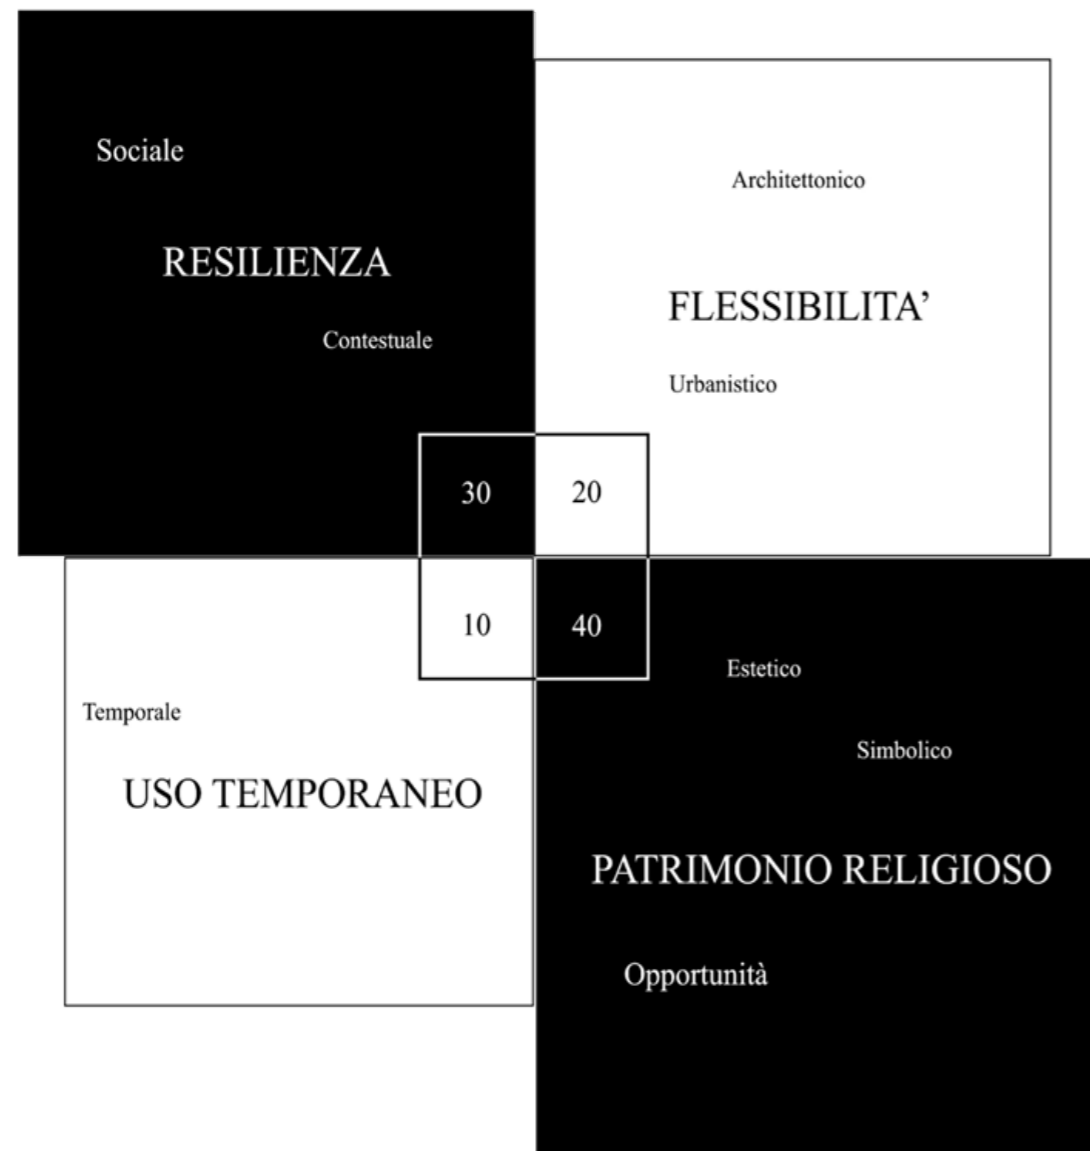 Sociale
RESILIENZA
Contestuale
30
Architettonico
FLESSIBILITA’
Urbanistico
20
10
Temporale
USO TEMPORANEO
40
Estetico
Simbolico
PATRIMONIO RELIGIOSO
Opportunità